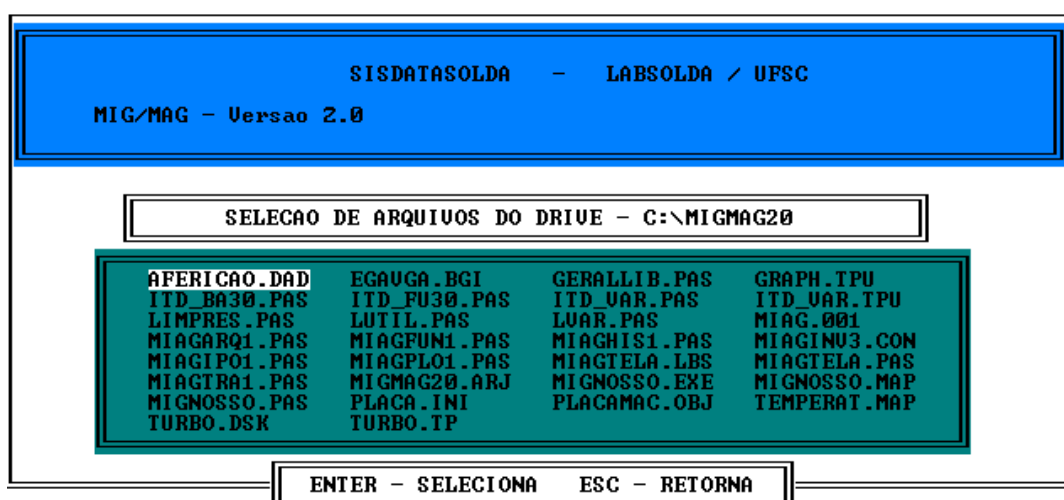 SISDATASOLDA - LABSOLDA / UFSC
MIG/MAG - Versao 2.0
SELECAO DE ARQUIVOS DO DRIVE - C:\MIGMAG20
AFERICAO.DAD EGAVGA.BGI GERALLIB.PAS GRAPH.TPU
ITD_BA30.PAS ITD_FU30.PAS ITD_VAR.PAS ITD_VAR.TPU
LIMPRES.PAS LUTIL.PAS LVAR.PAS MIAG.001
MIAGARQ1.PAS MIAGFUN1.PAS MIAGHIS1.PAS MIAGINV3.CON
MIAGIPO1.PAS MIAGPLO1.PAS MIAGTELA.LBS MIAGTELA.PAS
MIAGTRA1.PAS MIGMAG20.ARJ MIGNOSSO.EXE MIGNOSSO.MAP
MIGNOSSO.PAS PLACA.INI PLACAMAC.OBJ TEMPERAT.MAP
TURBO.DSK TURBO.TP
ENTER - SELECIONA ESC - RETORNA